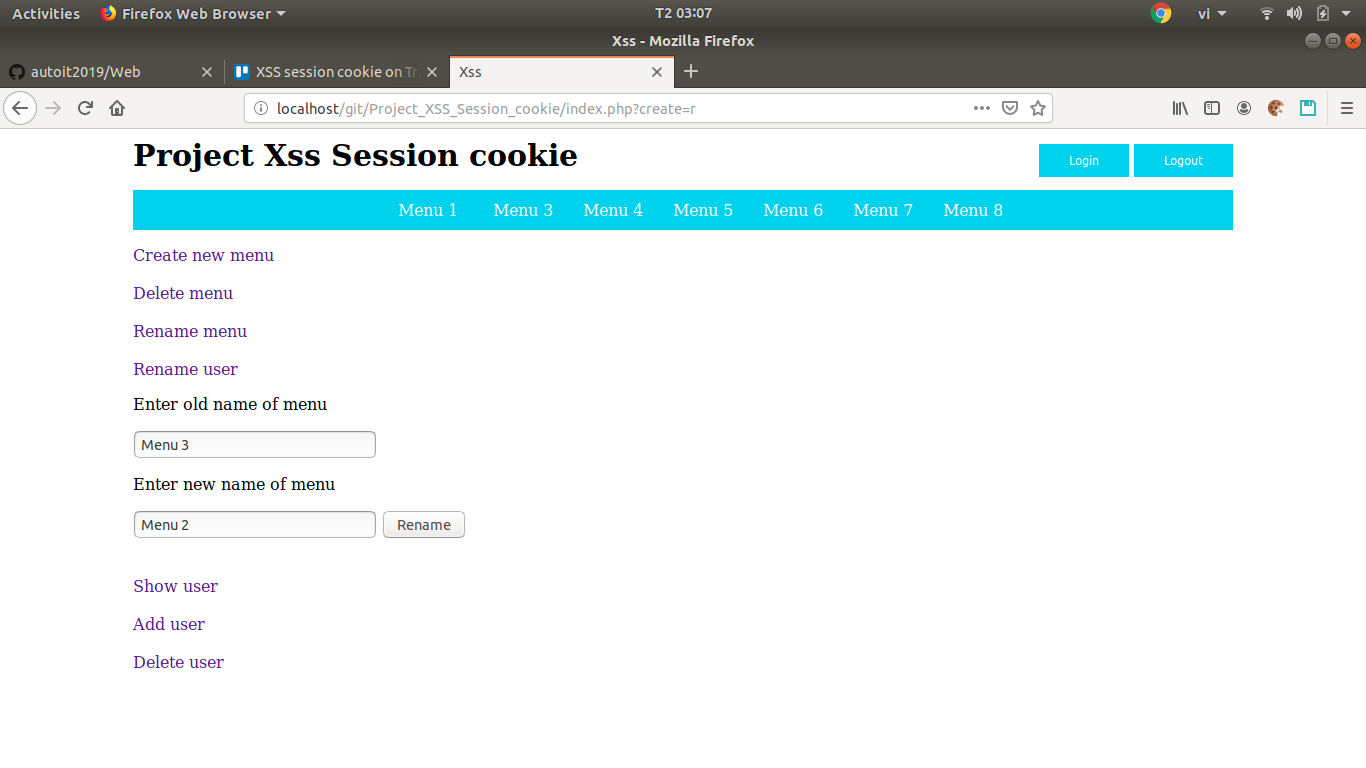 Activities Firefox Web Browser T2 03:07 vi
Xss - Mozilla Firefox
autoit2019/Web XSS session cookie on Tr Xss
localhost/git/Project_XSS_Session_cookie/index.php?create=r
Project Xss Session cookie Login Logout
Menu 1 Menu 3 Menu 4 Menu 5 Menu 6 Menu 7 Menu 8
Create new menu
Delete menu
Rename menu
Rename user
Enter old name of menu
Menu 3
Enter new name of menu
Menu 2 Rename
Show user
Add user
Delete user